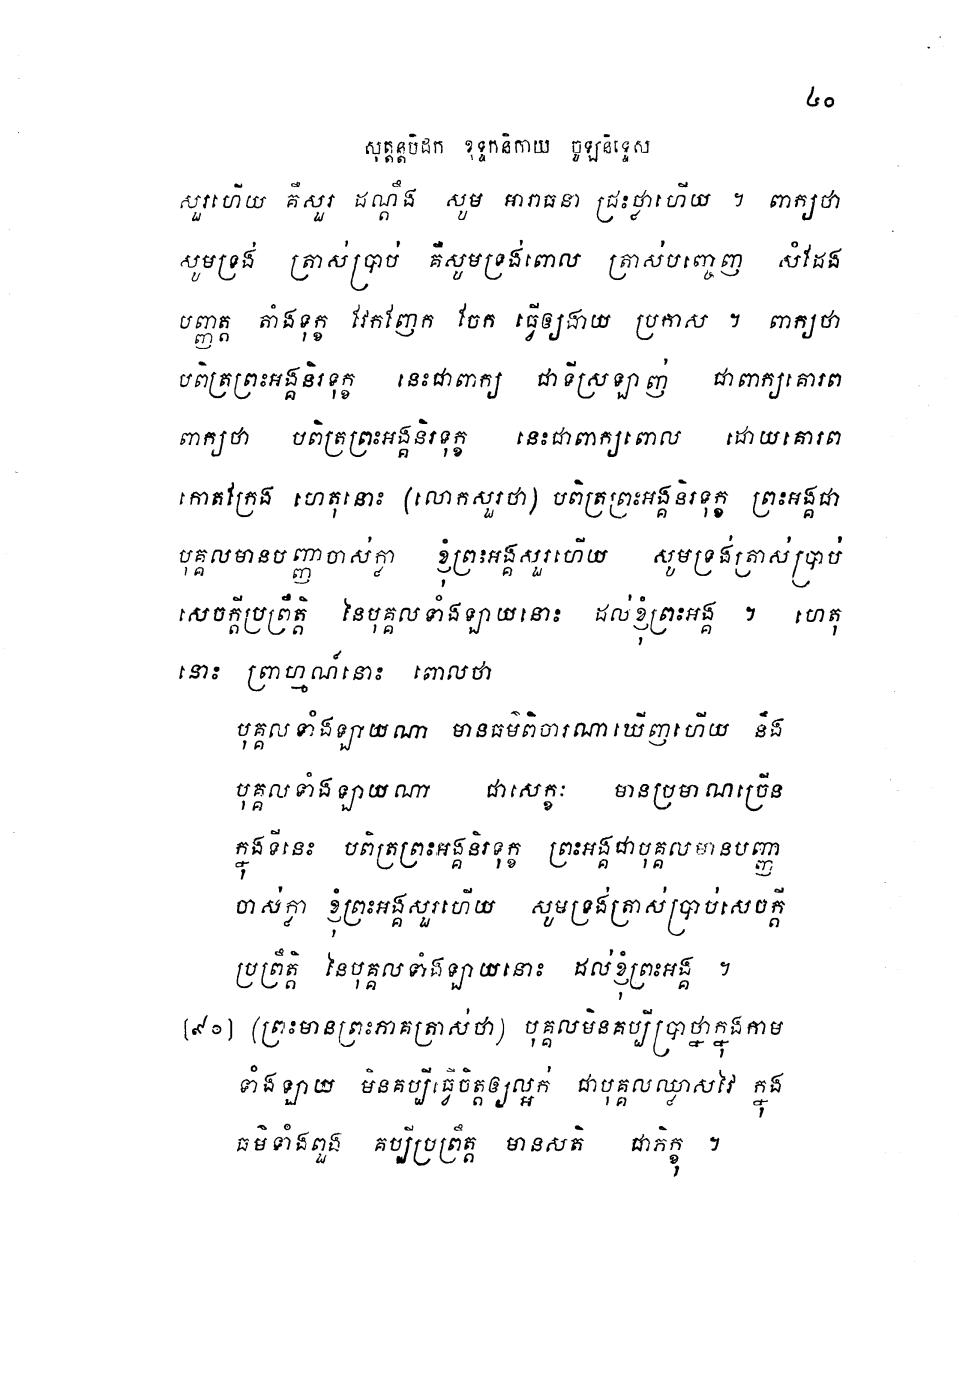 ៤០
សុត្តន្តបិដក ខុទ្ទកនិកាយ ចូឡនិទ្ទេស
សួរហើយ គឺសួរ ដណ្តឹង សូម អារាធនា ជ្រះថ្លាហើយ ។ ពាក្យថា
សូមទ្រង់ ត្រាស់ប្រាប់ គឺសូមទ្រង់ពោល ត្រាស់បញ្ចេញ សំដែង
បញ្ញត្ត តាំងទុក្ខ វែកញែក ចែក ធ្វើឲ្យងាយ ប្រកាស ។ ពាក្យថា
បពិត្រព្រះអង្គនិរទុក្ខ នេះជាពាក្យ ជាទីស្រឡាញ់ ជាពាក្យគោរព
ពាក្យថា បពិត្រព្រះអង្គនិរទុក្ខ នេះជាពាក្យពោល ដោយគោរព
កោតក្រែង ហេតុនោះ (លោកសួរថា) បពិត្រព្រះអង្គនិរទុក្ខ ព្រះអង្គជា
បុគ្គលមានបញ្ញាចាស់ក្លា ខ្ញុំព្រះអង្គសួរហើយ សូមទ្រង់ត្រាស់ប្រាប់
សេចក្តីប្រព្រឹត្តិ នៃបុគ្គលទាំងឡាយនោះ ដល់ខ្ញុំព្រះអង្គ ។ ហេតុ
នោះ ព្រាហ្មណ៍នោះ ពោលថា
បុគ្គលទាំងឡាយណា មានធម៌ពិចារណាឃើញហើយ នឹង
បុគ្គលទាំងឡាយណា ជាសេក្ខៈ មានប្រមាណច្រើន
ក្នុងទីនេះ បពិត្រព្រះអង្គនិរទុក្ខ ព្រះអង្គជាបុគ្គលមានបញ្ញា
ចាស់ក្លា ខ្ញុំព្រះអង្គសួរហើយ សូមទ្រង់ត្រាស់ប្រាប់សេចក្តី
ប្រព្រឹត្តិ នៃបុគ្គលទាំងឡាយនោះ ដល់ខ្ញុំព្រះអង្គ ។
[៩០] (ព្រះមានព្រះភាគត្រាស់ថា) បុគ្គលមិនគប្បីប្រាថ្នាក្នុងកាម
ទាំងឡាយ មិនគប្បីធ្វើចិត្តឲ្យល្អក់ ជាបុគ្គលឈ្លាសវៃ ក្នុង
ធម៌ទាំងពួង គប្បីប្រព្រឹត្ត មានសតិ ជាភិក្ខុ ។